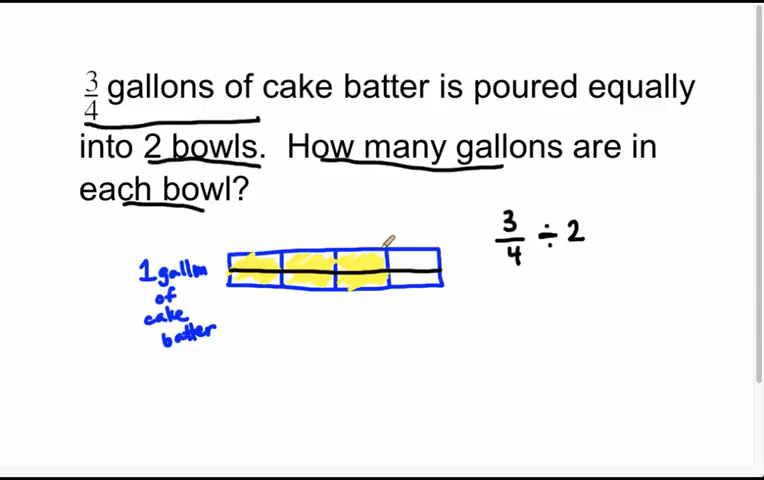 3/4 gallons of cake batter is poured equally
into 2 bowls. How many gallons are in
each bowl?
3/4 ÷ 2
1 gallon
of
cake
batter